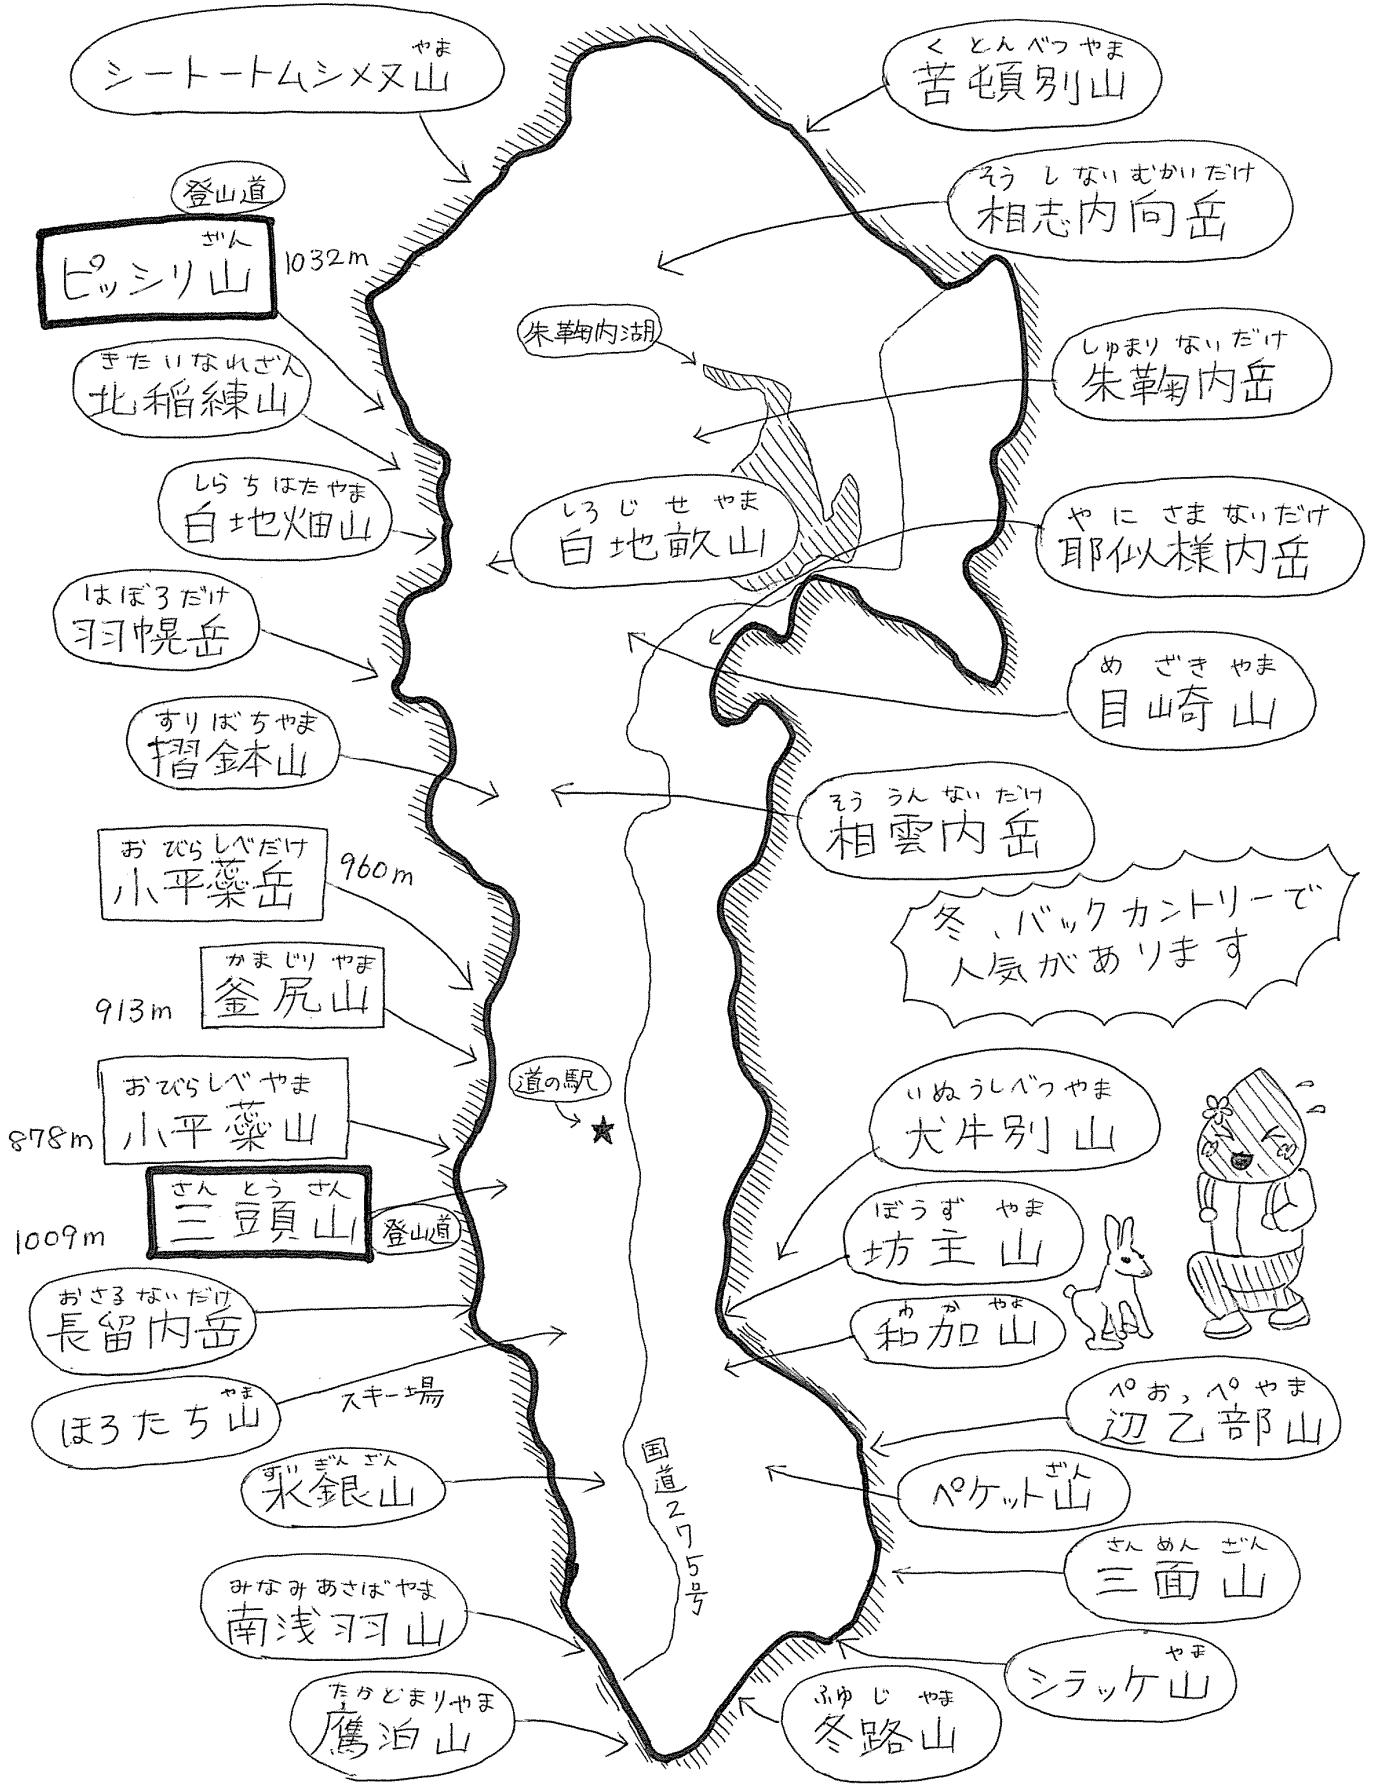 やま
シートートムシメヌ山
く とん べつ やま
苫頓別山
登山道
ざん
ピッシリ山
1032m
そう し ない むかい だけ
相志内向岳
朱鞠内湖
きた い な れ ざん
北稲練山
しゅまり ない だけ
朱鞠内岳
しら ち はた やま
白地畑山
しろ じ せ やま
白地畝山
や に さま ない だけ
耶似様内岳
は ぼろ だけ
羽幌岳
め ざき やま
目崎山
すり ばち やま
摺鉢山
そう うん ない だけ
相雲内岳
お びら しべ だけ
小平蘂岳
960m
冬、バックカントリーで
人気があります
かま じり やま
釜尻山
913m
道の駅
お びら しべ やま
小平蘂山
878m
いぬ うし べつ やま
犬牛別山
さん とう さん
三頭山
1009m
登山道
ぼう ず やま
坊主山
おさる ない だけ
長留内岳
わ か やま
和加山
やま
ほろたち山
スキー場
ぺ おっ ぺ やま
辺乙部山
ぎん ざん
銀山
ざん
ペケット山
国道275号
さん めん ざん
三面山
みなみ あさ ば やま
南浅羽山
やま
シラッケ山
たか どまり やま
鷹泊山
ふゆ じ やま
冬路山